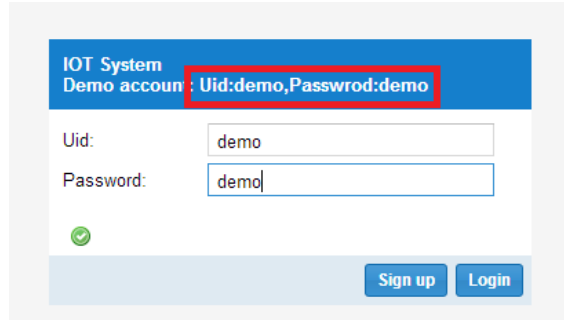 IOT System
Demo account: Uid:demo,Passwrod:demo
Uid: demo
Password: demo
Sign up Login